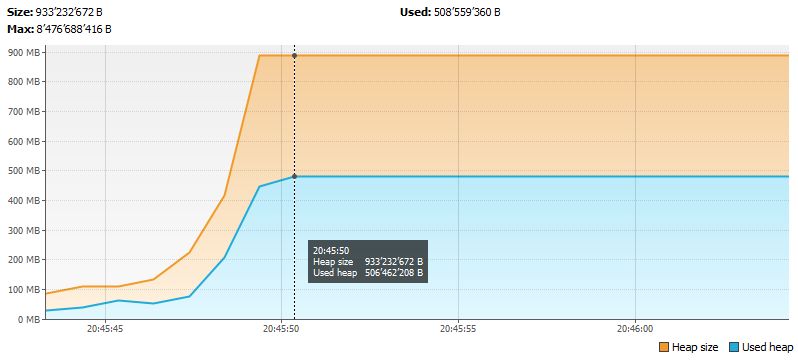 Size: 933’232’672 B
Used: 508’559’360 B
Max: 8’476’688’416 B
900 MB
800 MB
700 MB
600 MB
500 MB
400 MB
300 MB
200 MB
100 MB
0 MB
20:45:50
Heap size 933’232’672 B
Used heap 506’462’208 B
20:45:45
20:45:50
20:45:55
20:46:00
Heap size
Used heap